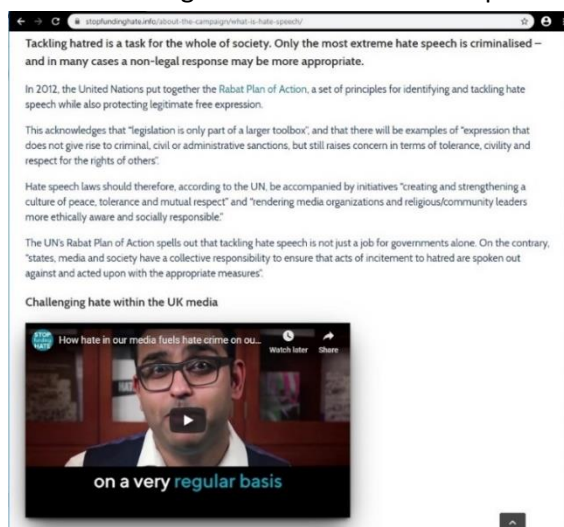 stopfundinghate.info/about-the-campaign/what-is-hate-speech/
Tackling hatred is a task for the whole of society. Only the most extreme hate speech is criminalised –
and in many cases a non-legal response may be more appropriate.
In 2012, the United Nations put together the Rabat Plan of Action, a set of principles for identifying and tackling hate
speech while also protecting legitimate free expression.
This acknowledges that “legislation is only part of a larger toolbox”, and that there will be examples of “expression that
does not give rise to criminal, civil or administrative sanctions, but still raises concern in terms of tolerance, civility and
respect for the rights of others”.
Hate speech laws should therefore, according to the UN, be accompanied by initiatives “creating and strengthening a
culture of peace, tolerance and mutual respect” and “rendering media organizations and religious/community leaders
more ethically aware and socially responsible.”
The UN’s Rabat Plan of Action spells out that tackling hate speech is not just a job for governments alone. On the contrary,
“states, media and society have a collective responsibility to ensure that acts of incitement to hatred are spoken out
against and acted upon with the appropriate measures”.
Challenging hate within the UK media
STOP
funding
HATE
How hate in our media fuels hate crime on ou...
Watch later
Share
on a very regular basis